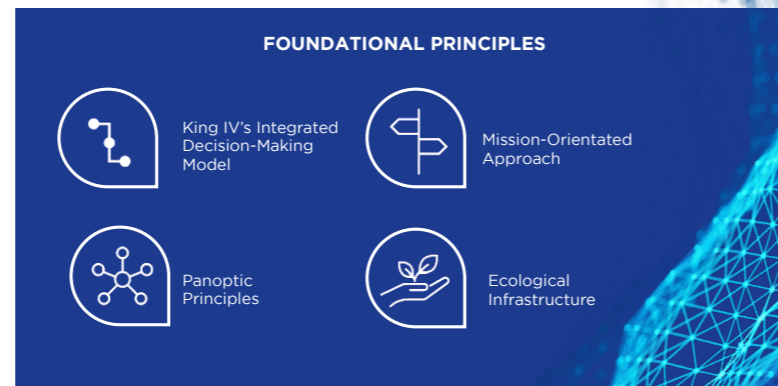 FOUNDATIONAL PRINCIPLES
King IV's Integrated
Decision-Making
Model
Mission-Orientated
Approach
Panoptic
Principles
Ecological
Infrastructure